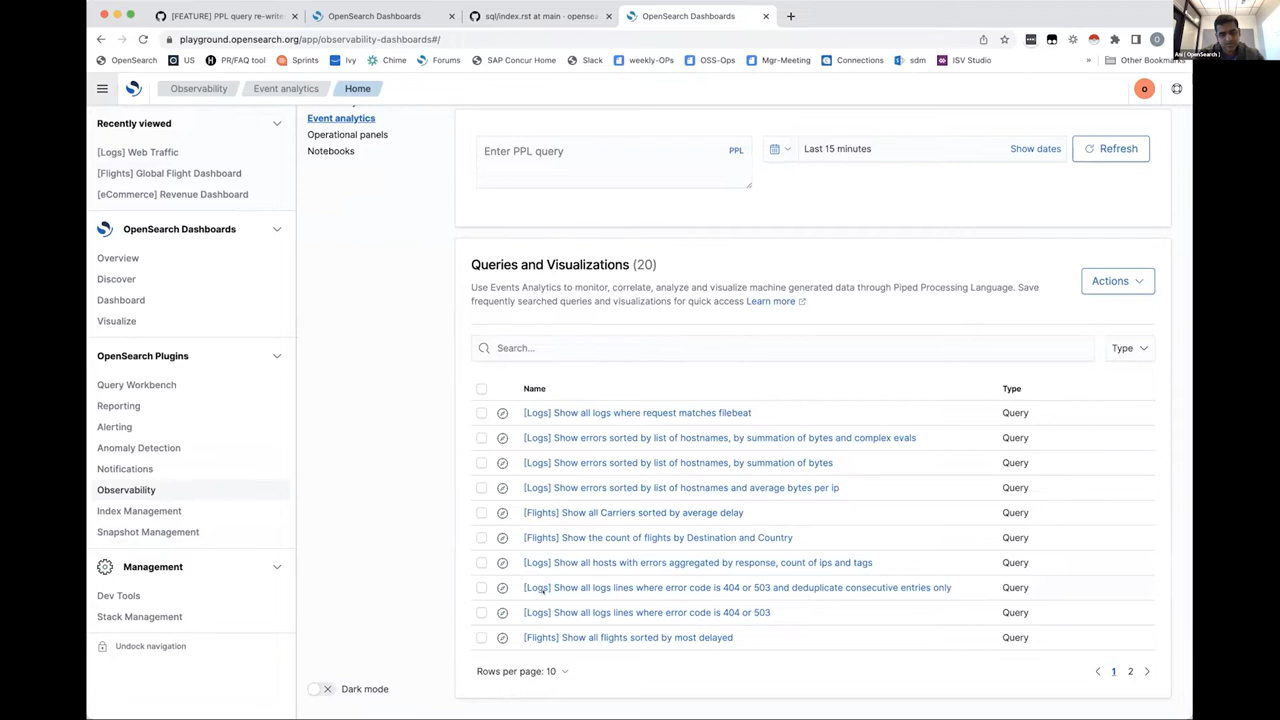 [FEATURE] PPL query re-write
OpenSearch Dashboards
sql/index.rst at main · opensea
OpenSearch Dashboards
playground.opensearch.org/app/observability-dashboards#/
Ani [ OpenSearch ]
OpenSearch US PR/FAQ tool Sprints Ivy Chime Forums SAP Concur Home Slack weekly-OPs OSS-Ops Mgr-Meeting Connections sdm ISV Studio » Other Bookmarks
Observability Event analytics Home o
Recently viewed
[Logs] Web Traffic
[Flights] Global Flight Dashboard
[eCommerce] Revenue Dashboard
OpenSearch Dashboards
Overview
Discover
Dashboard
Visualize
OpenSearch Plugins
Query Workbench
Reporting
Alerting
Anomaly Detection
Notifications
Observability
Index Management
Snapshot Management
Management
Dev Tools
Stack Management
Undock navigation
Event analytics
Operational panels
Notebooks
Dark mode
Enter PPL query PPL Last 15 minutes Show dates Refresh
Queries and Visualizations (20)
Use Events Analytics to monitor, correlate, analyze and visualize machine generated data through Piped Processing Language. Save
frequently searched queries and visualizations for quick access Learn more
Actions
Search... Type
Name Type
[Logs] Show all logs where request matches filebeat Query
[Logs] Show errors sorted by list of hostnames, by summation of bytes and complex evals Query
[Logs] Show errors sorted by list of hostnames, by summation of bytes Query
[Logs] Show errors sorted by list of hostnames and average bytes per ip Query
[Flights] Show all Carriers sorted by average delay Query
[Flights] Show the count of flights by Destination and Country Query
[Logs] Show all hosts with errors aggregated by response, count of ips and tags Query
[Logs] Show all logs lines where error code is 404 or 503 and deduplicate consecutive entries only Query
[Logs] Show all logs lines where error code is 404 or 503 Query
[Flights] Show all flights sorted by most delayed Query
Rows per page: 10 1 2